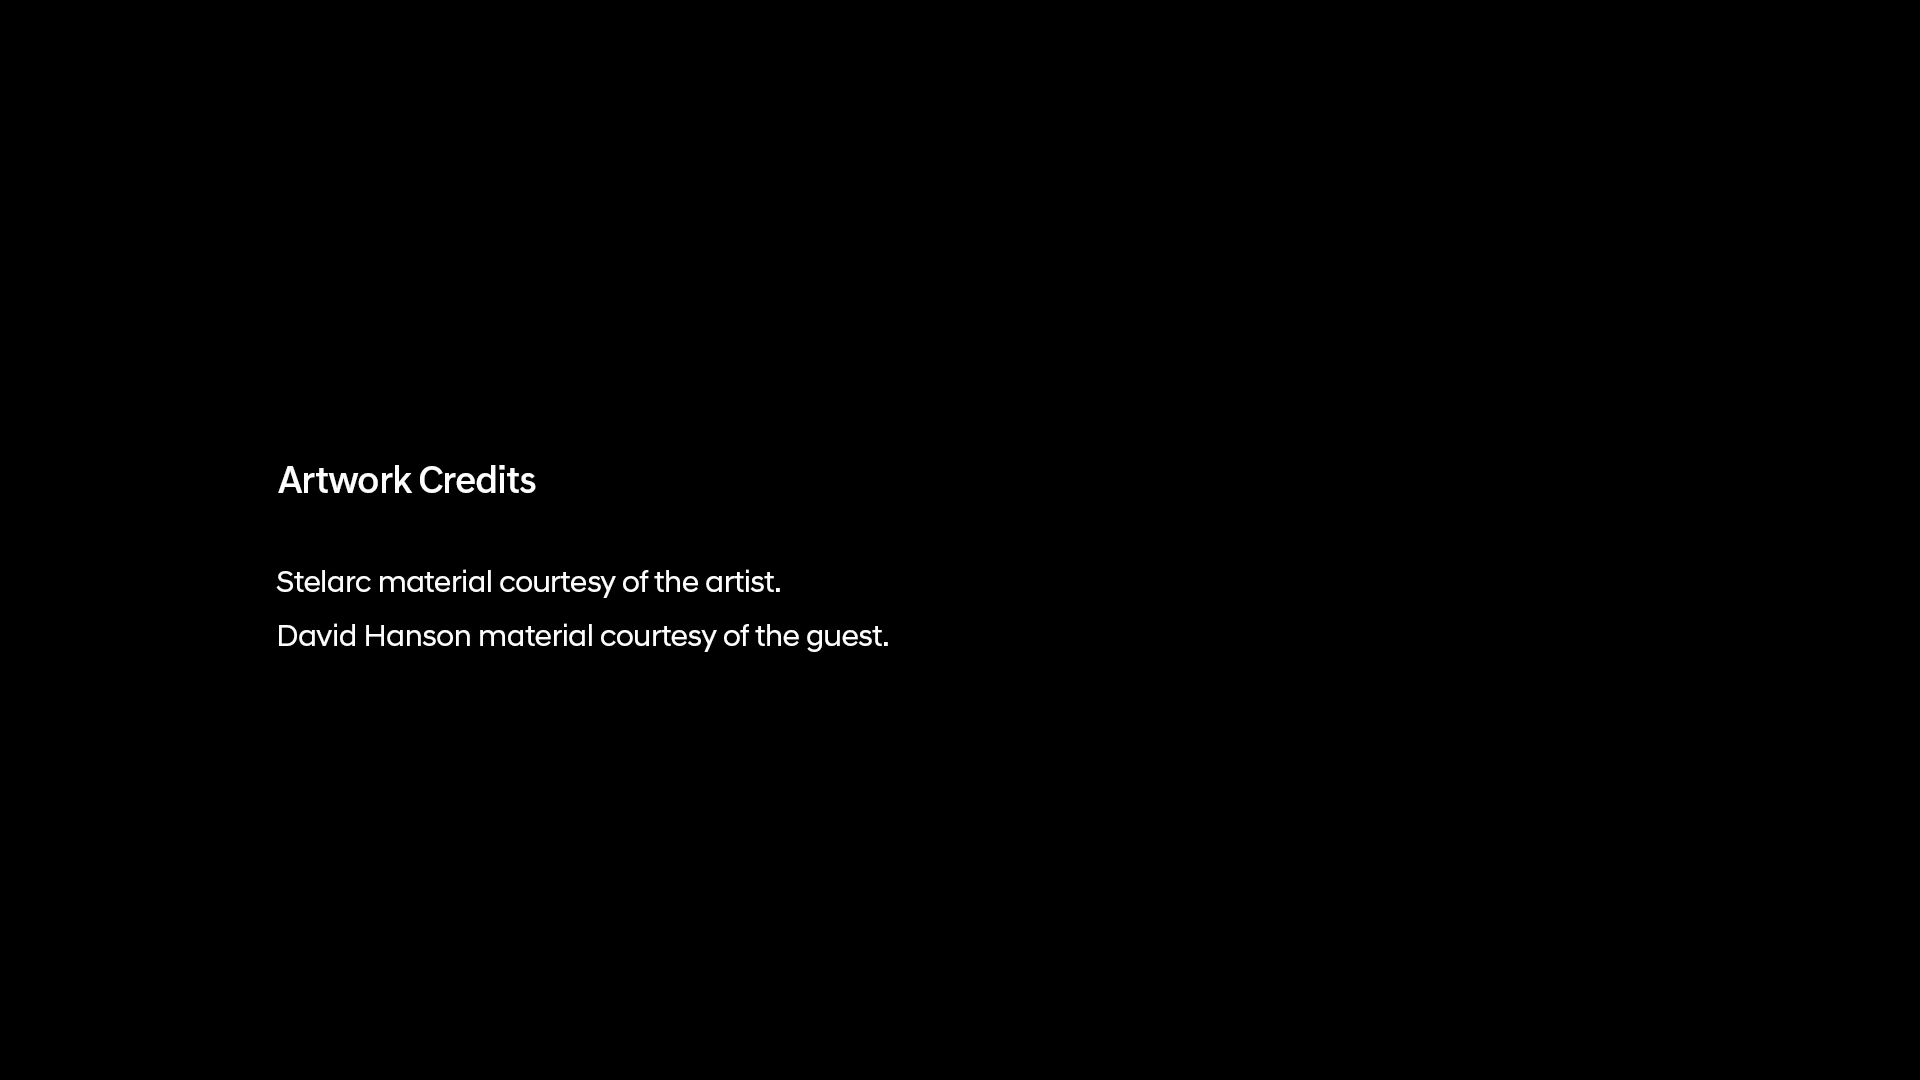 Artwork Credits
Stelarc material courtesy of the artist.
David Hanson material courtesy of the guest.